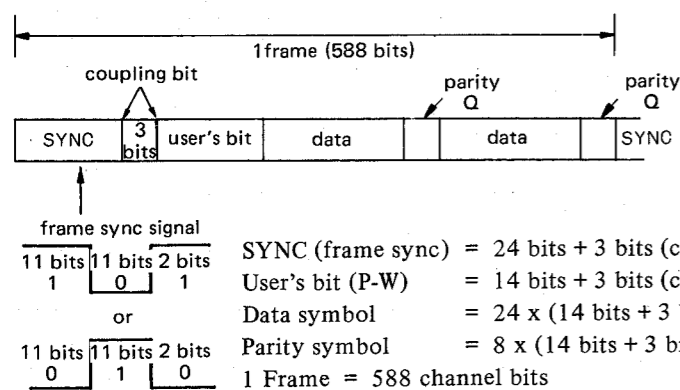 1 frame (588 bits)
coupling bit
parity
Q
parity
Q
SYNC
3
bits
user's bit
data
data
SYNC
frame sync signal
11 bits 11 bits 2 bits
1 0 1
or
11 bits 11 bits 2 bits
0 1 0
SYNC (frame sync) = 24 bits + 3 bits (c
User's bit (P-W) = 14 bits + 3 bits (c
Data symbol = 24 x (14 bits + 3
Parity symbol = 8 x (14 bits + 3 bi
1 Frame = 588 channel bits